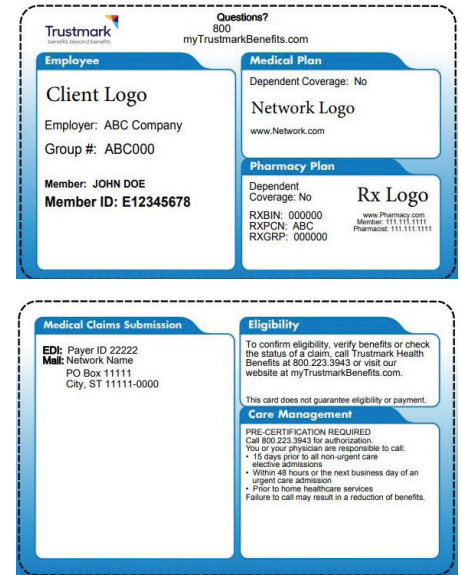 Trustmark
benefits beyond benefits
Questions?
800
myTrustmarkBenefits.com
Employee
Client Logo
Employer: ABC Company
Group #: ABC000
Member: JOHN DOE
Member ID: E12345678
Medical Plan
Dependent Coverage: No
Network Logo
www.Network.com
Pharmacy Plan
Dependent
Coverage: No
RXBIN: 000000
RXPCN: ABC
RXGRP: 000000
Rx Logo
www.Pharmacy.com
Member: 111.111.1111
Pharmacist: 111.111.1111
Medical Claims Submission
EDI: Payer ID 22222
Mail: Network Name
PO Box 11111
City, ST 11111-0000
Eligibility
To confirm eligibility, verify benefits or check
the status of a claim, call Trustmark Health
Benefits at 800.223.3943 or visit our
website at myTrustmarkBenefits.com.
This card does not guarantee eligibility or payment.
Care Management
PRE-CERTIFICATION REQUIRED
Call 800.223.3943 for authorization.
You or your physician are responsible to call:
• 15 days prior to all non-urgent care
elective admissions
• Within 48 hours or the next business day of an
urgent care admission
• Prior to home healthcare services
Failure to call may result in a reduction of benefits.